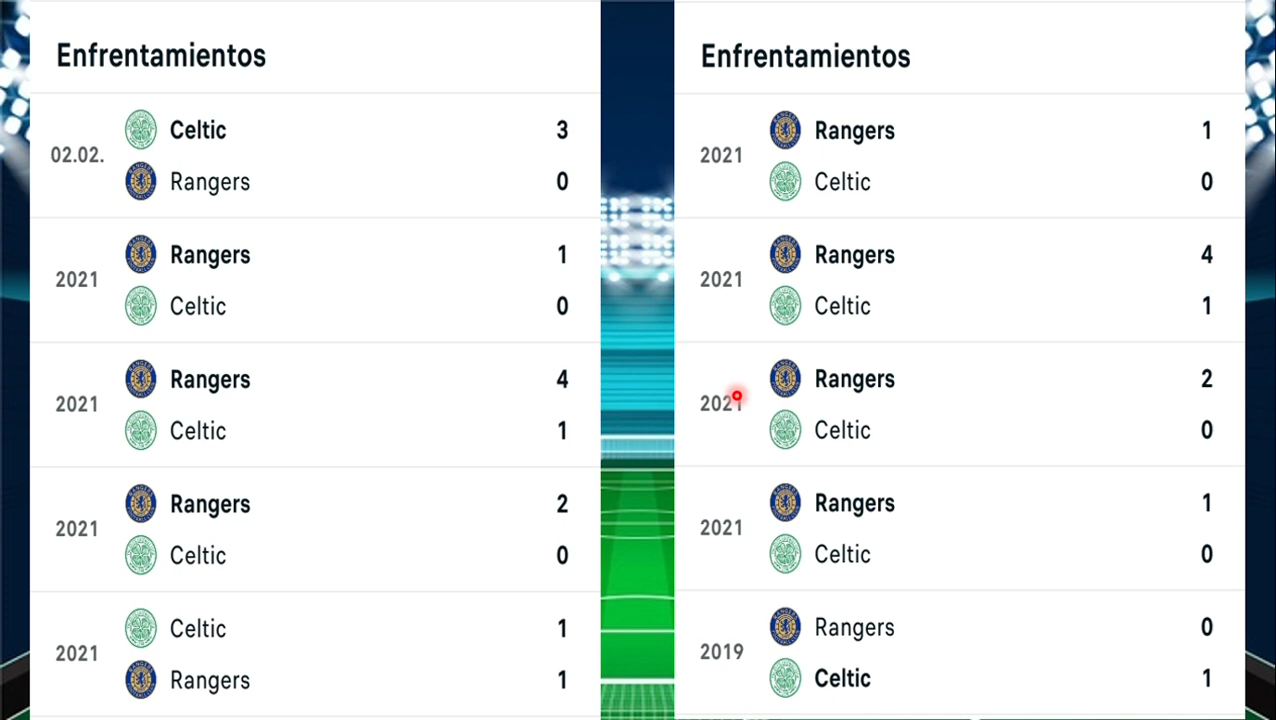 Enfrentamientos
02.02.
Celtic 3
Rangers 0
2021
Rangers 1
Celtic 0
2021
Rangers 4
Celtic 1
2021
Rangers 2
Celtic 0
2021
Celtic 1
Rangers 1
Enfrentamientos
2021
Rangers 1
Celtic 0
2021
Rangers 4
Celtic 1
2021
Rangers 2
Celtic 0
2021
Rangers 1
Celtic 0
2019
Rangers 0
Celtic 1